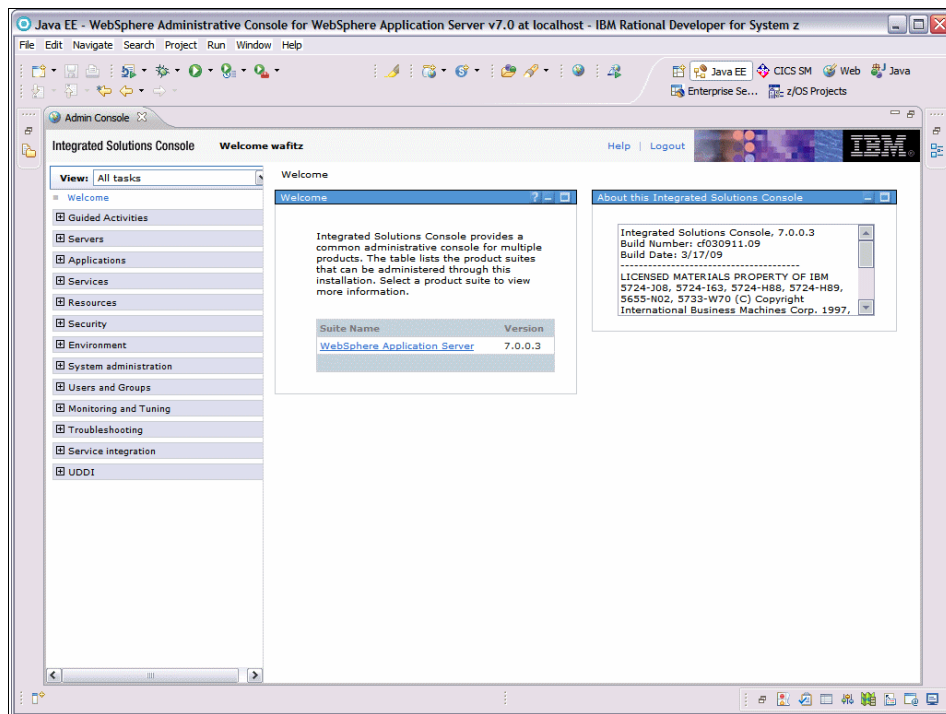 Java EE - WebSphere Administrative Console for WebSphere Application Server v7.0 at localhost - IBM Rational Developer for System z
File Edit Navigate Search Project Run Window Help
Java EE CICS SM Web Java
Enterprise Se... z/OS Projects
Admin Console
Integrated Solutions Console Welcome wafitz Help | Logout IBM
View: All tasks
Welcome
Guided Activities
Servers
Applications
Services
Resources
Security
Environment
System administration
Users and Groups
Monitoring and Tuning
Troubleshooting
Service integration
UDDI
Welcome
Welcome
Integrated Solutions Console provides a
common administrative console for multiple
products. The table lists the product suites
that can be administered through this
installation. Select a product suite to view
more information.
Suite Name Version
WebSphere Application Server 7.0.0.3
About this Integrated Solutions Console
Integrated Solutions Console, 7.0.0.3
Build Number: cf030911.09
Build Date: 3/17/09
----------------------------------
LICENSED MATERIALS PROPERTY OF IBM
5724-J08, 5724-I63, 5724-H88, 5724-H89,
5655-N02, 5733-W70 (C) Copyright
International Business Machines Corp. 1997,